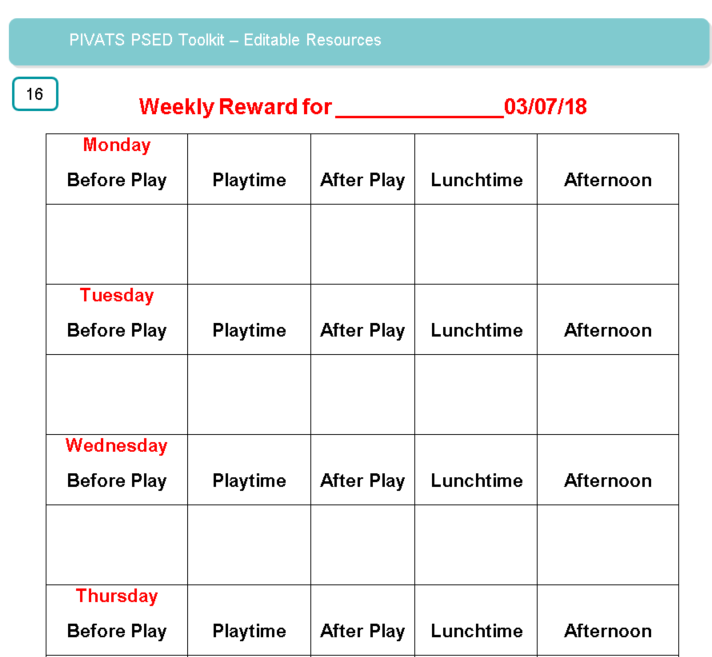 PIVATS PSED Toolkit – Editable Resources
16
Weekly Reward for ______________03/07/18
Monday
Before Play Playtime After Play Lunchtime Afternoon
Tuesday
Before Play Playtime After Play Lunchtime Afternoon
Wednesday
Before Play Playtime After Play Lunchtime Afternoon
Thursday
Before Play Playtime After Play Lunchtime Afternoon